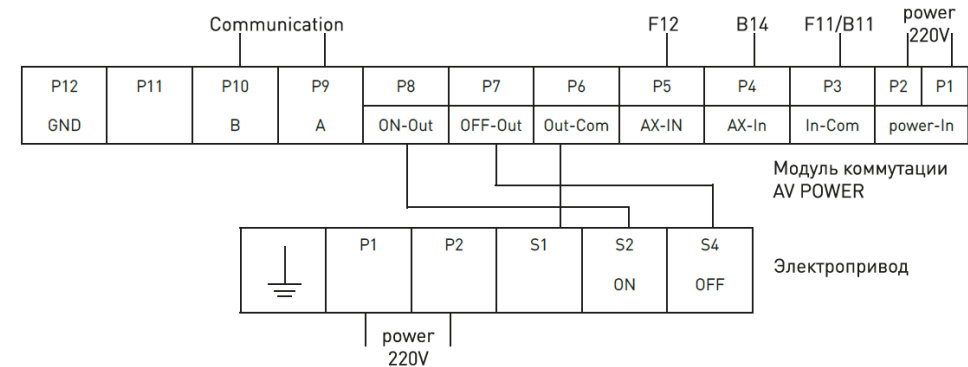 Communication F12 B14 F11/B11 power
220V
P12 P11 P10 P9 P8 P7 P6 P5 P4 P3 P2 P1
GND B A ON-Out OFF-Out Out-Com AX-IN AX-In In-Com power-In
Модуль коммутации
AV POWER
P1 P2 S1 S2 S4
ON OFF
Электропривод
power
220V